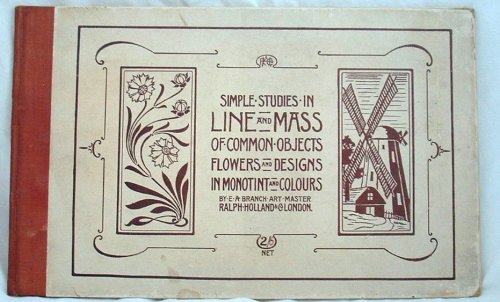 SIMPLE·STUDIES·IN
LINE AND MASS
OF COMMON·OBJECTS
FLOWERS AND DESIGNS
IN MONOTINT AND COLOURS
BY·E·A·BRANCH·ART·MASTER
RALPH·HOLLAND & CO LONDON.
2/-
NET